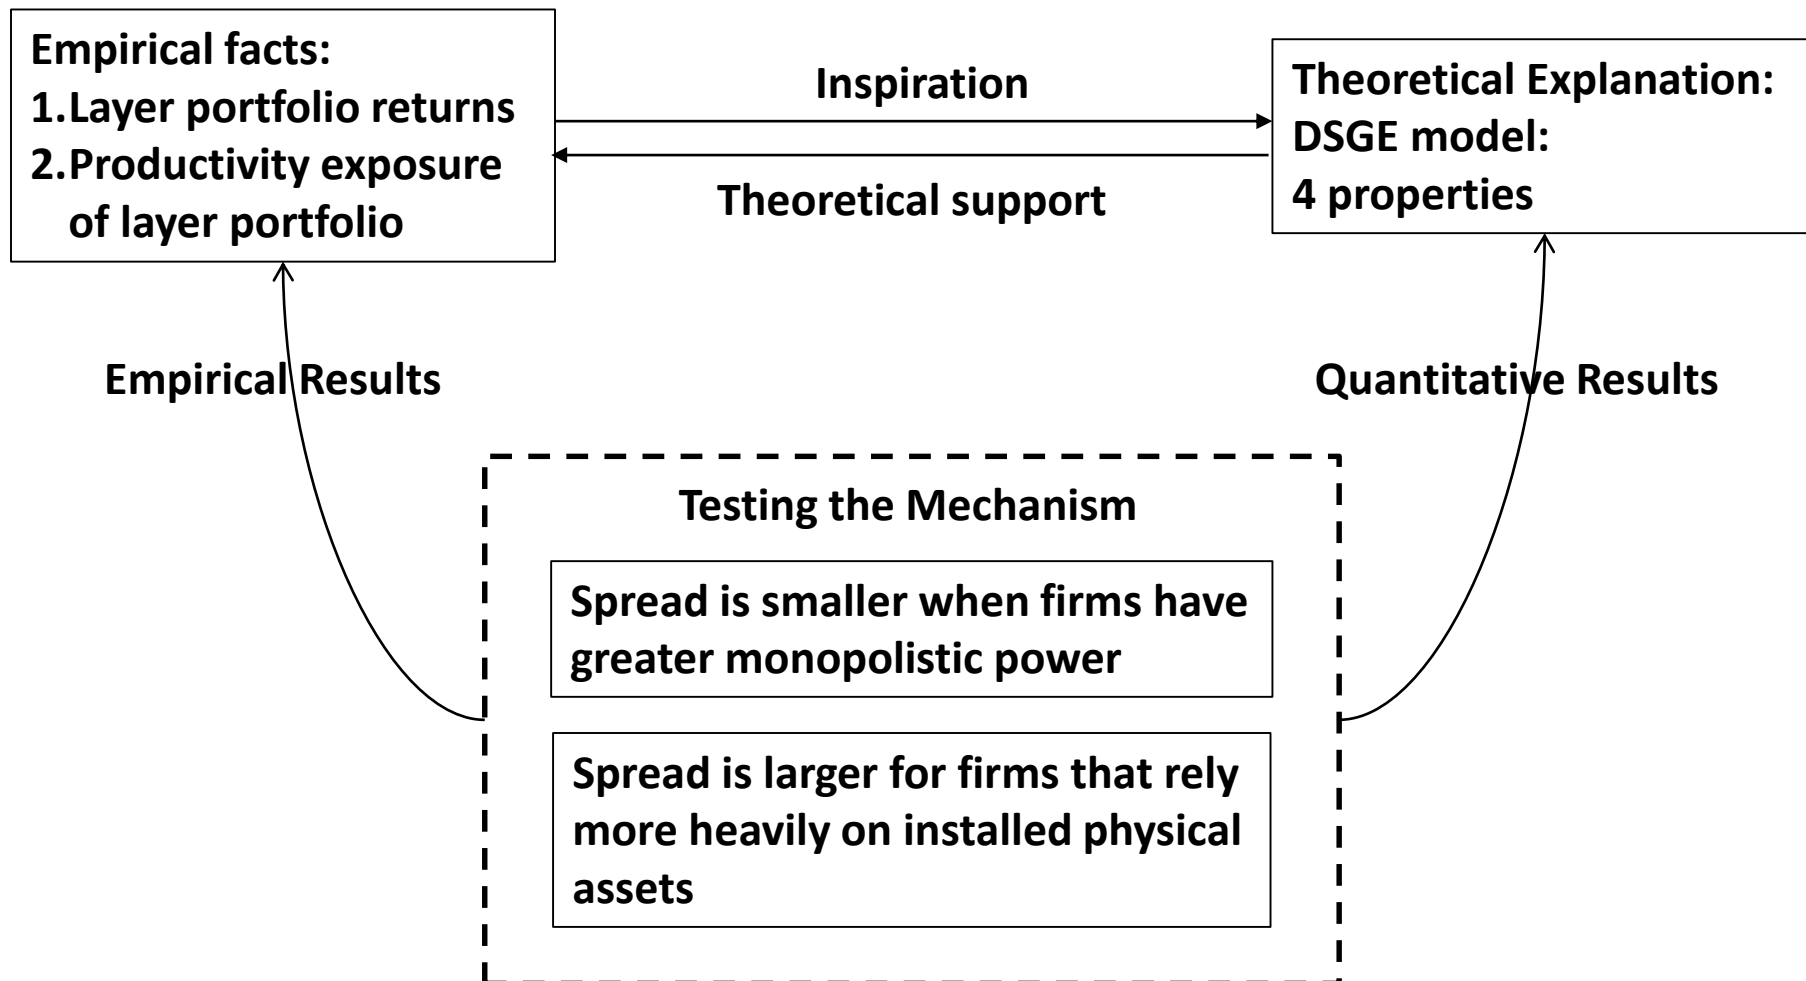 Empirical facts:
1.Layer portfolio returns
2.Productivity exposure
of layer portfolio
Inspiration
Theoretical support
Theoretical Explanation:
DSGE model:
4 properties
Empirical Results
Quantitative Results
Testing the Mechanism
Spread is smaller when firms have
greater monopolistic power
Spread is larger for firms that rely
more heavily on installed physical
assets